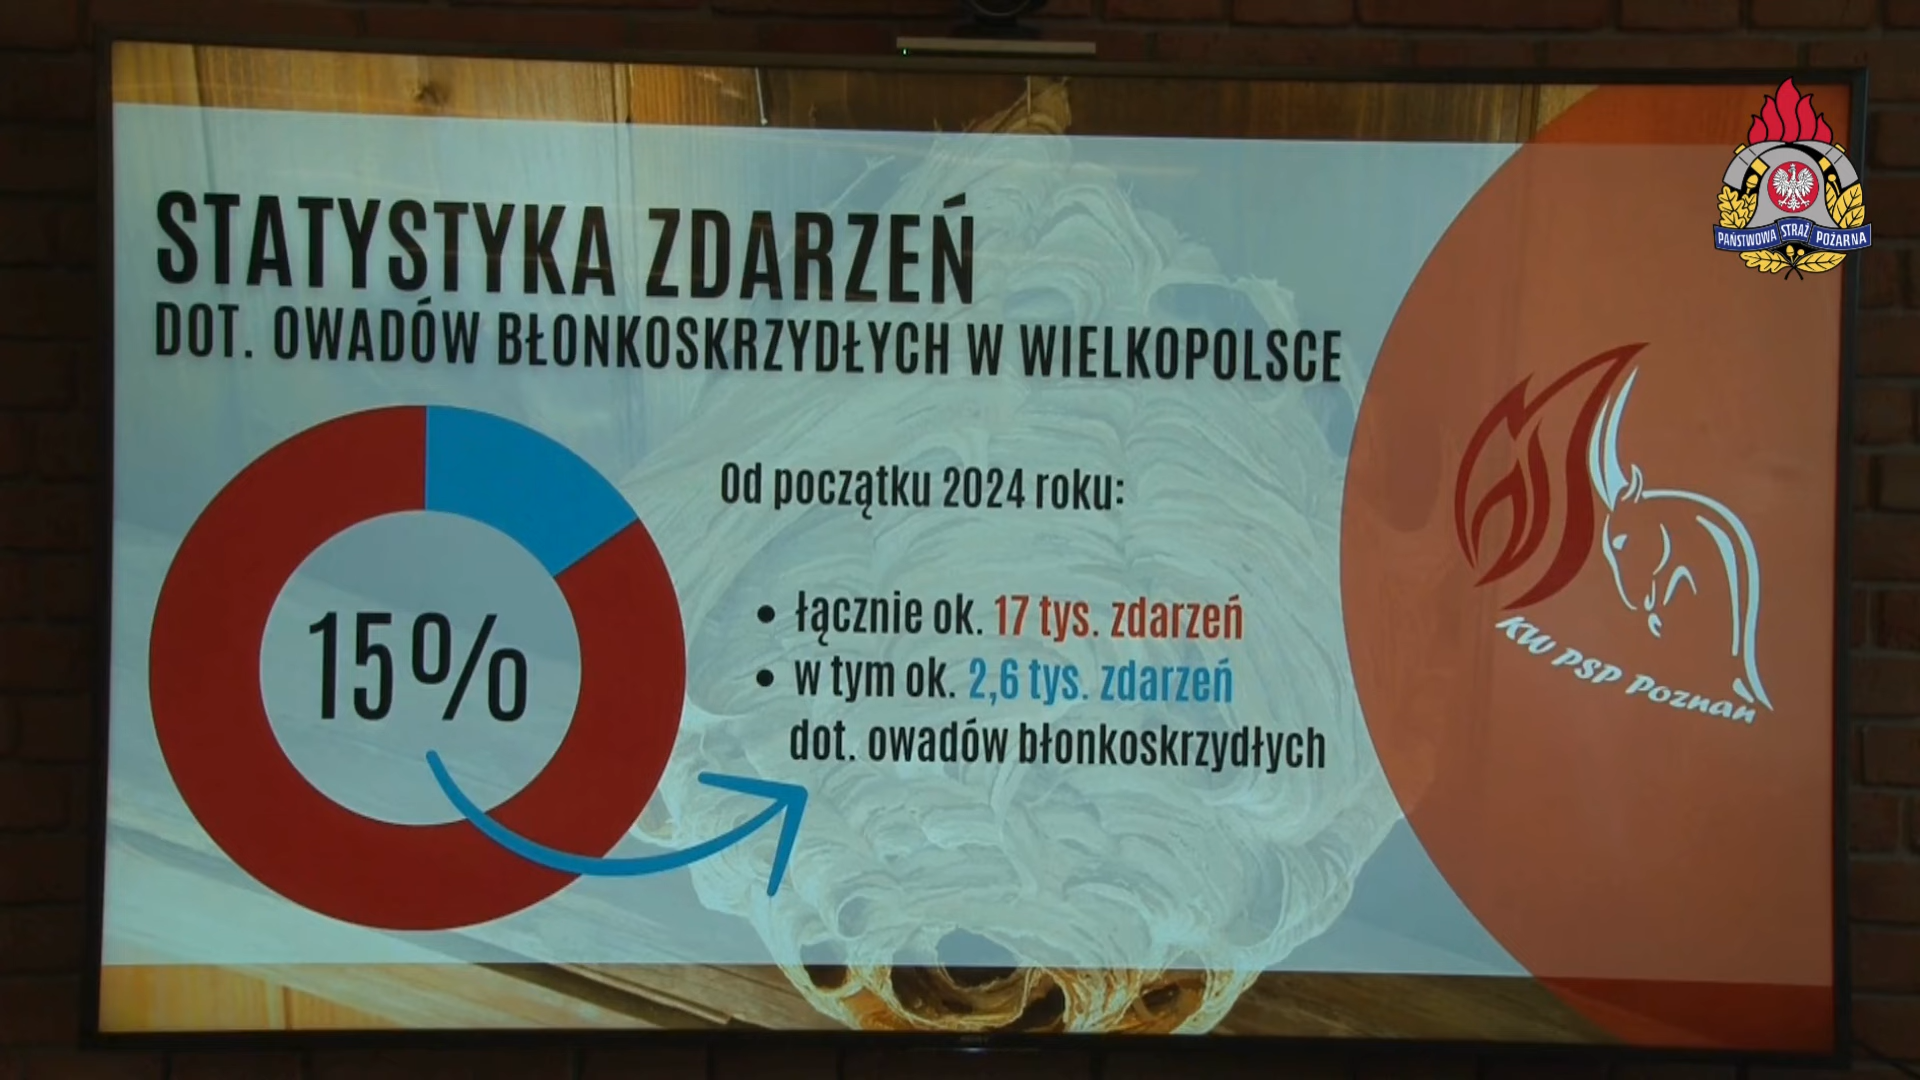 PAŃSTWOWA STRAŻ POŻARNA
STATYSTYKA ZDARZEŃ
DOT. OWADÓW BŁONKOSKRZYDŁYCH W WIELKOPOLSCE
15%
Od początku 2024 roku:
• łącznie ok. 17 tys. zdarzeń
• w tym ok. 2,6 tys. zdarzeń
dot. owadów błonkoskrzydłych
KW PSP Poznań